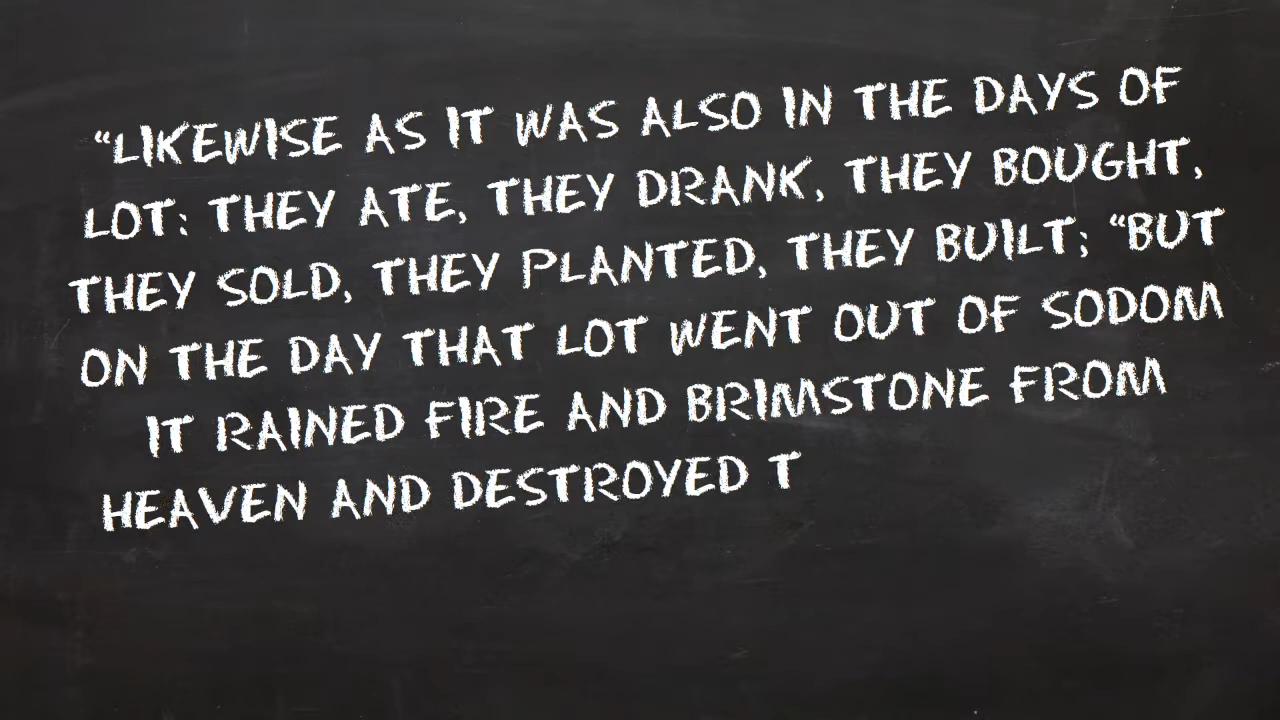 “LIKEWISE AS IT WAS ALSO IN THE DAYS OF
LOT: THEY ATE, THEY DRANK, THEY BOUGHT,
THEY SOLD, THEY PLANTED, THEY BUILT; “BUT
ON THE DAY THAT LOT WENT OUT OF SODOM
IT RAINED FIRE AND BRIMSTONE FROM
HEAVEN AND DESTROYED T